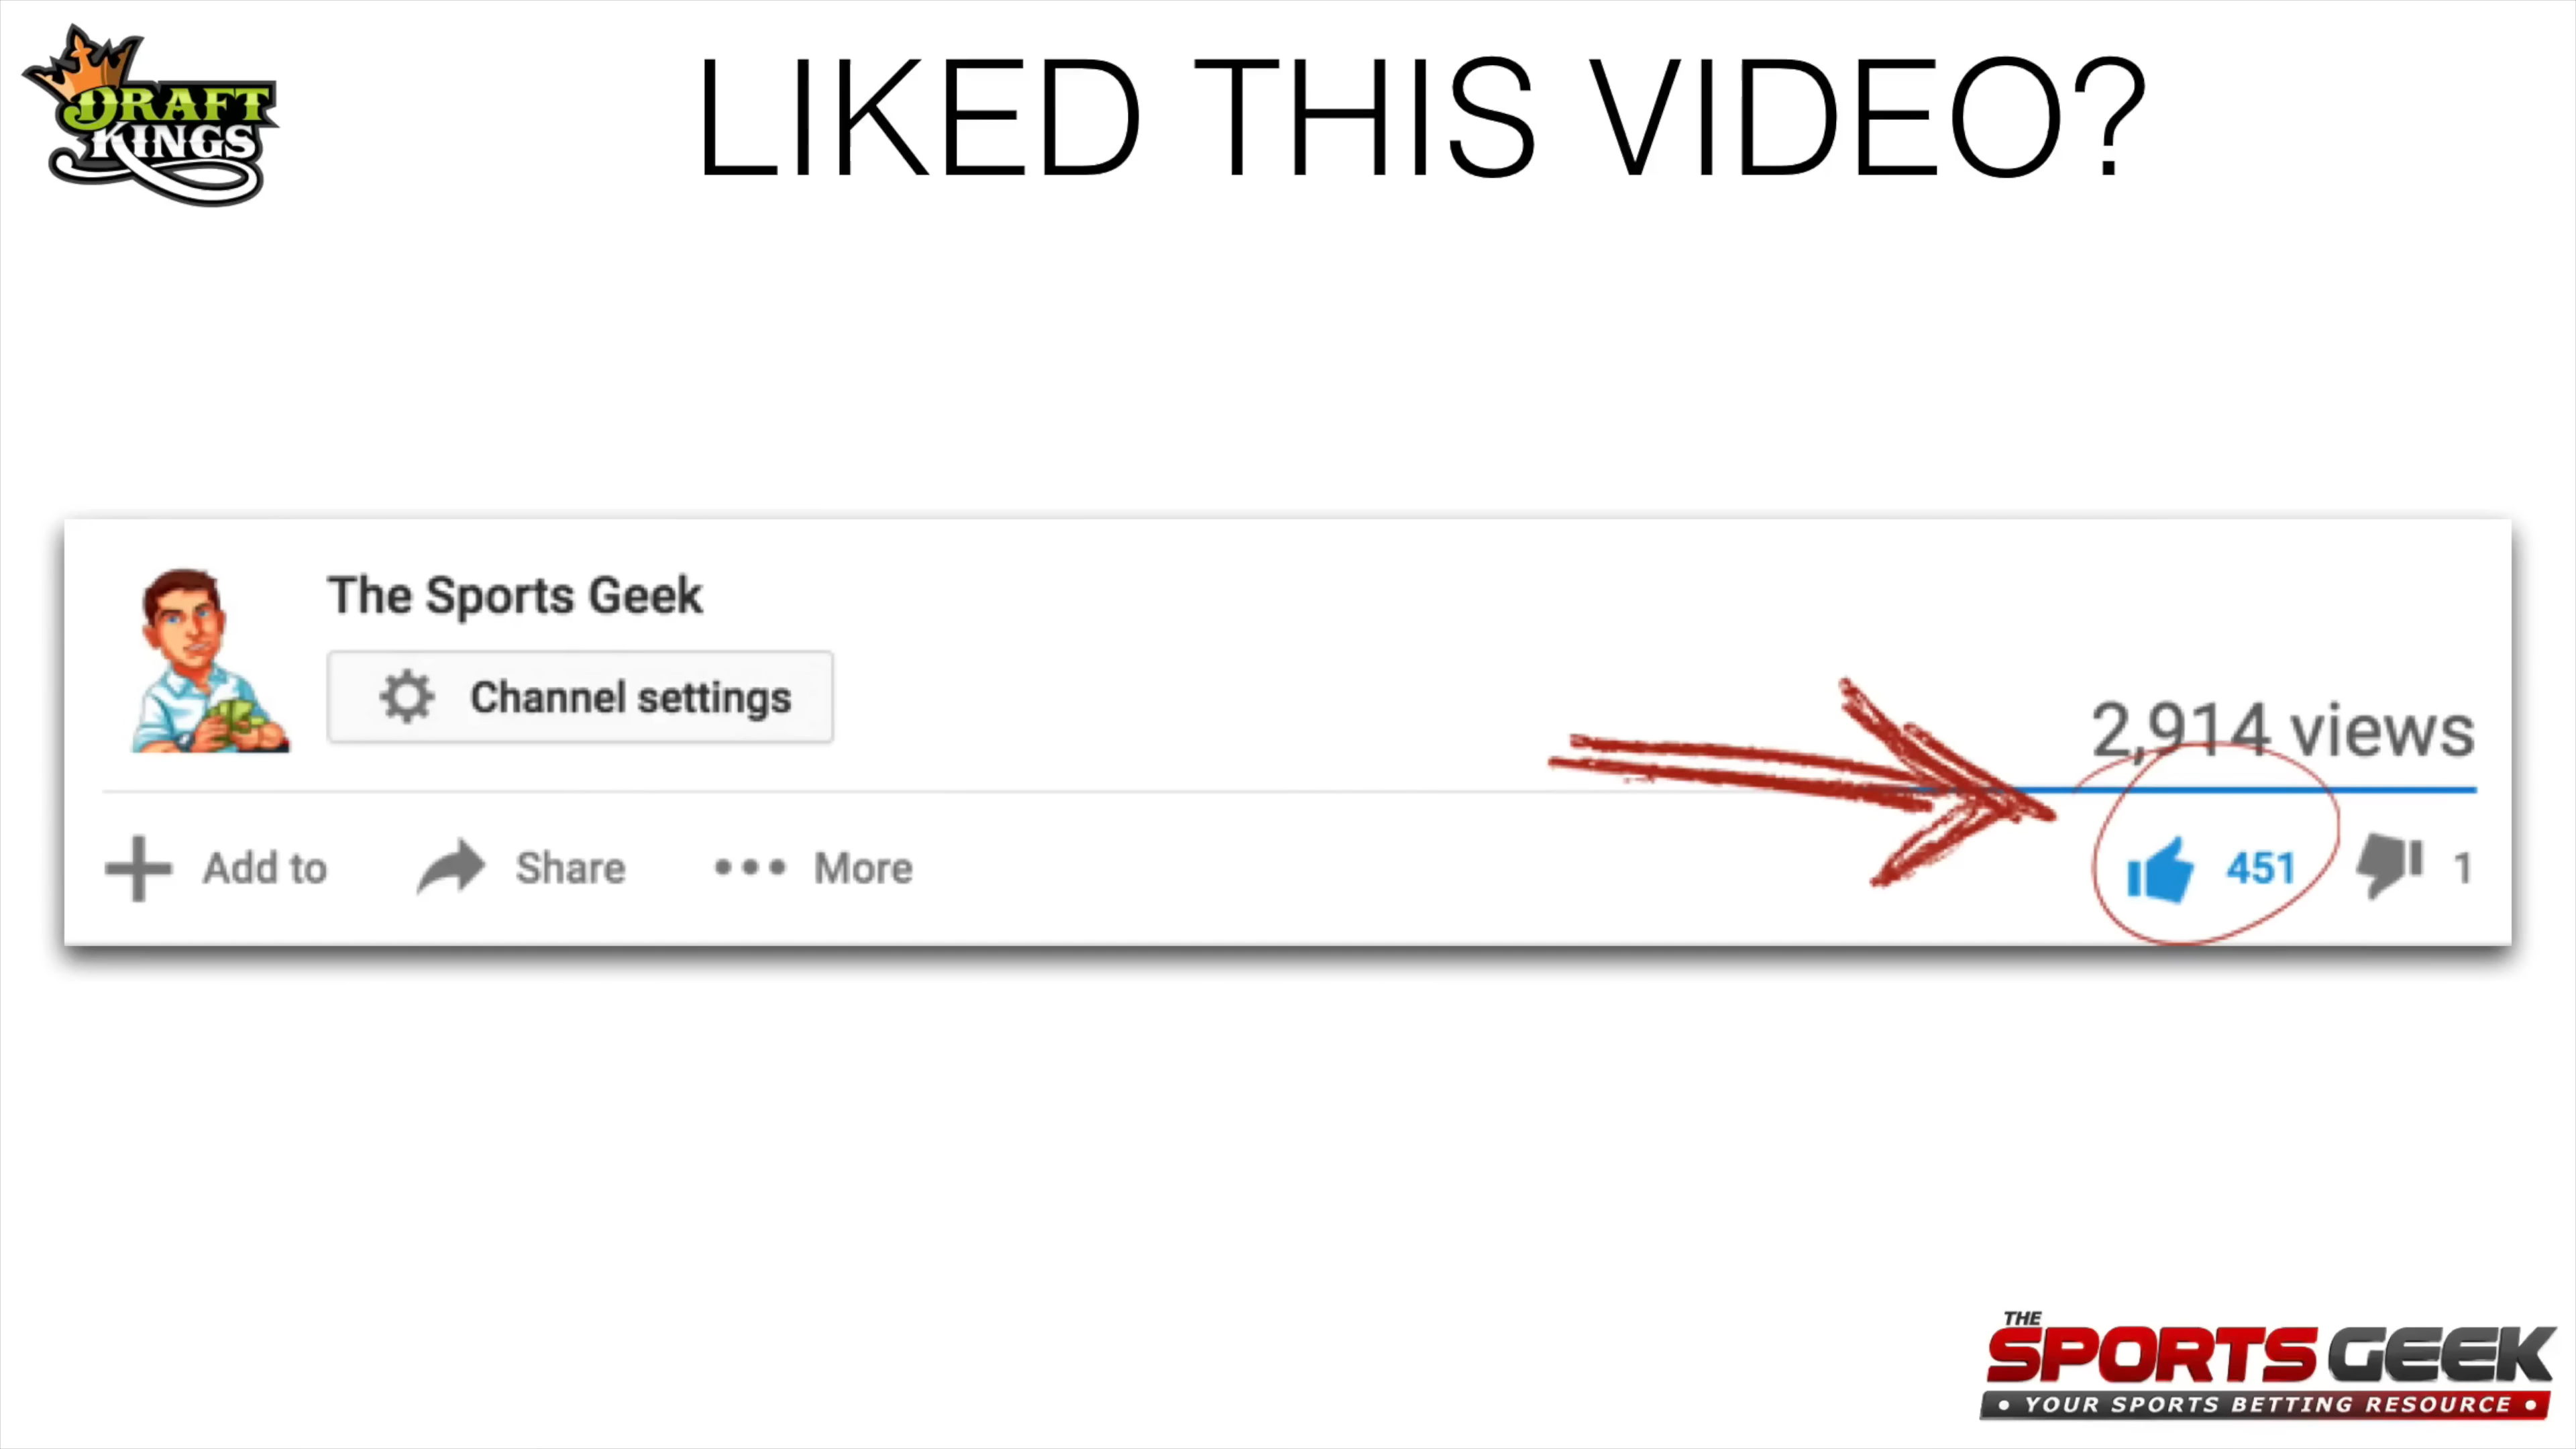 DRAFT
KINGS
LIKED THIS VIDEO?
The Sports Geek
Channel settings
2,914 views
Add to
Share
More
451
1
THE
SPORTS GEEK
• YOUR SPORTS BETTING RESOURCE •